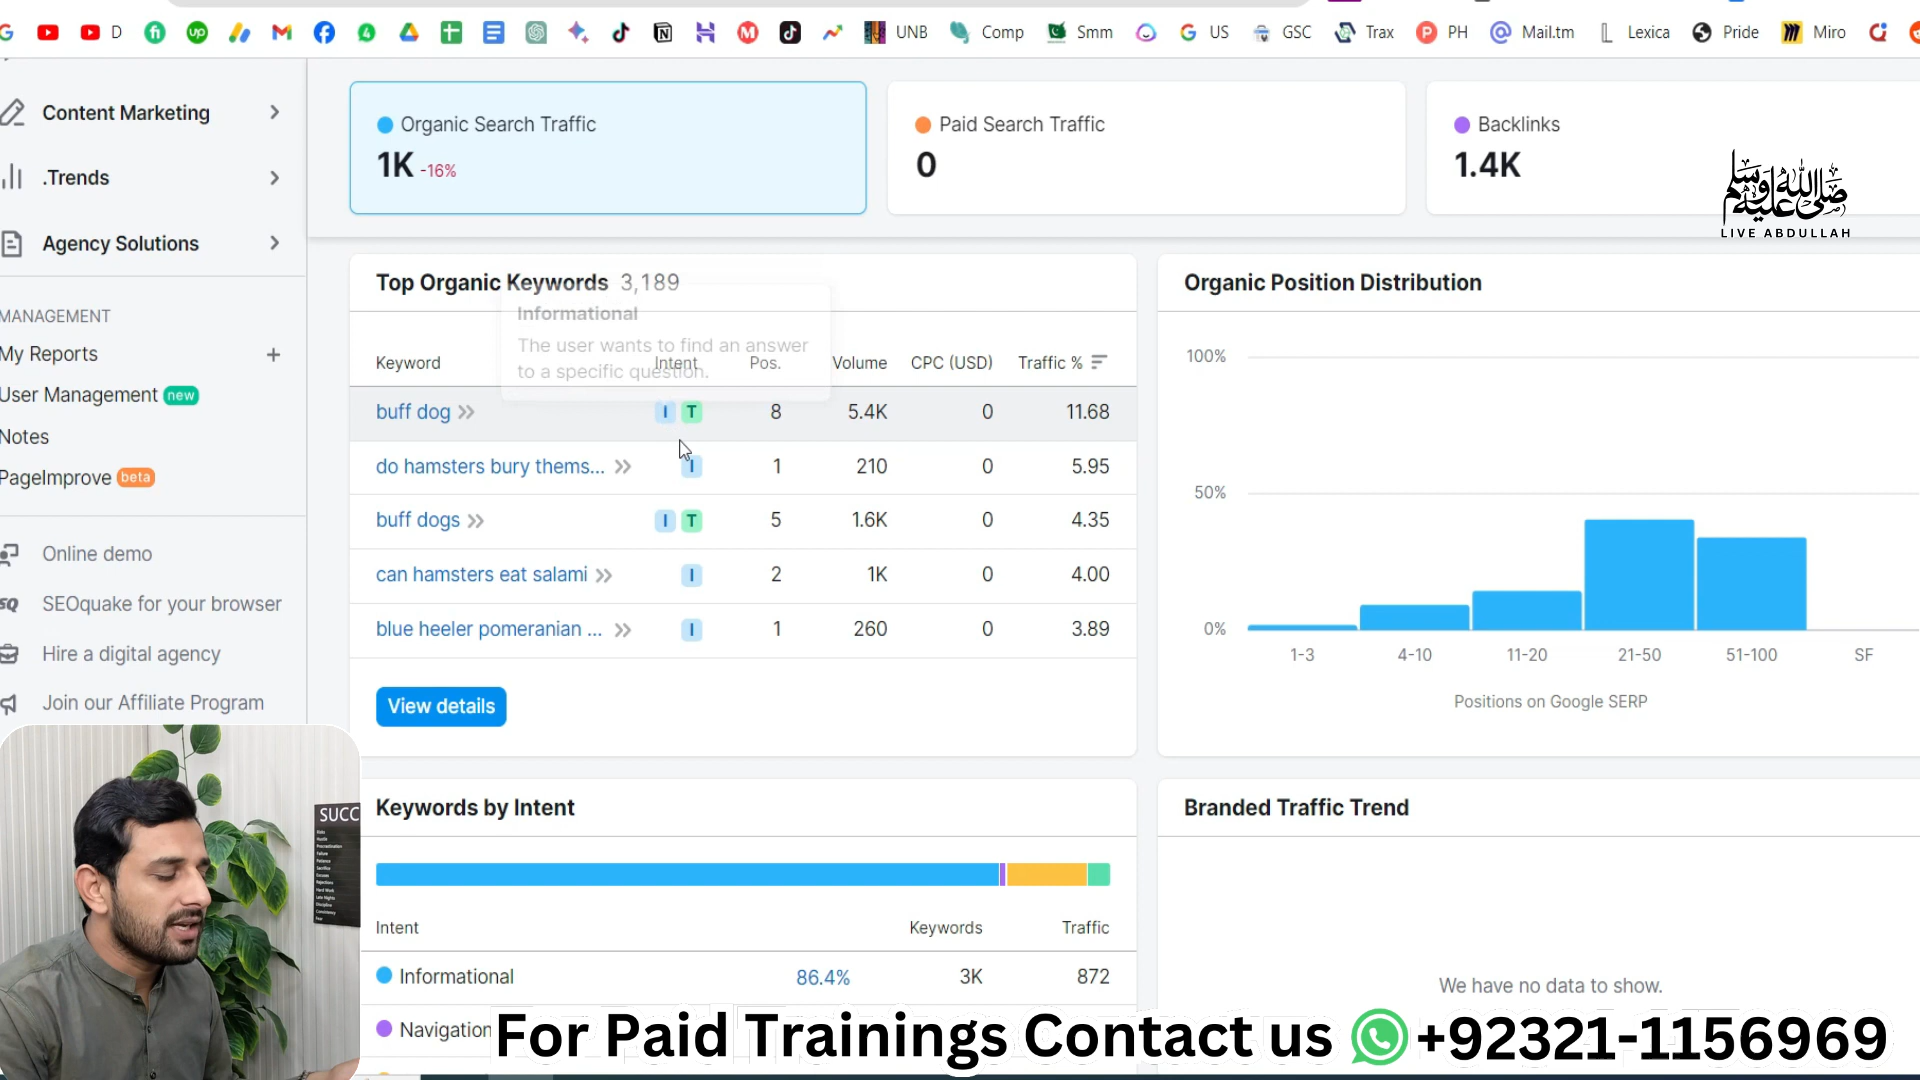 D
UNB
Comp
Smm
US
GSC
Trax
PH
Mail.tm
Lexica
Pride
Miro
Content Marketing
.Trends
Agency Solutions
MANAGEMENT
My Reports
User Management new
Notes
PageImprove beta
Online demo
SEOquake for your browser
Hire a digital agency
Join our Affiliate Program
Organic Search Traffic
1K -16%
Paid Search Traffic
0
Backlinks
1.4K
صلى الله عليه وسلم
LIVE ABDULLAH
Top Organic Keywords 3,189
Informational
The user wants to find an answer
to a specific question.
Keyword Intent Pos. Volume CPC (USD) Traffic %
buff dog I T 8 5.4K 0 11.68
do hamsters bury thems... I 1 210 0 5.95
buff dogs I T 5 1.6K 0 4.35
can hamsters eat salami I 2 1K 0 4.00
blue heeler pomeranian ... I 1 260 0 3.89
View details
Organic Position Distribution
100%
50%
0%
1-3 4-10 11-20 21-50 51-100 SF
Positions on Google SERP
Keywords by Intent
Intent Keywords Traffic
Informational 86.4% 3K 872
Navigation
Branded Traffic Trend
We have no data to show.
SUCC
For Paid Trainings Contact us +92321-1156969